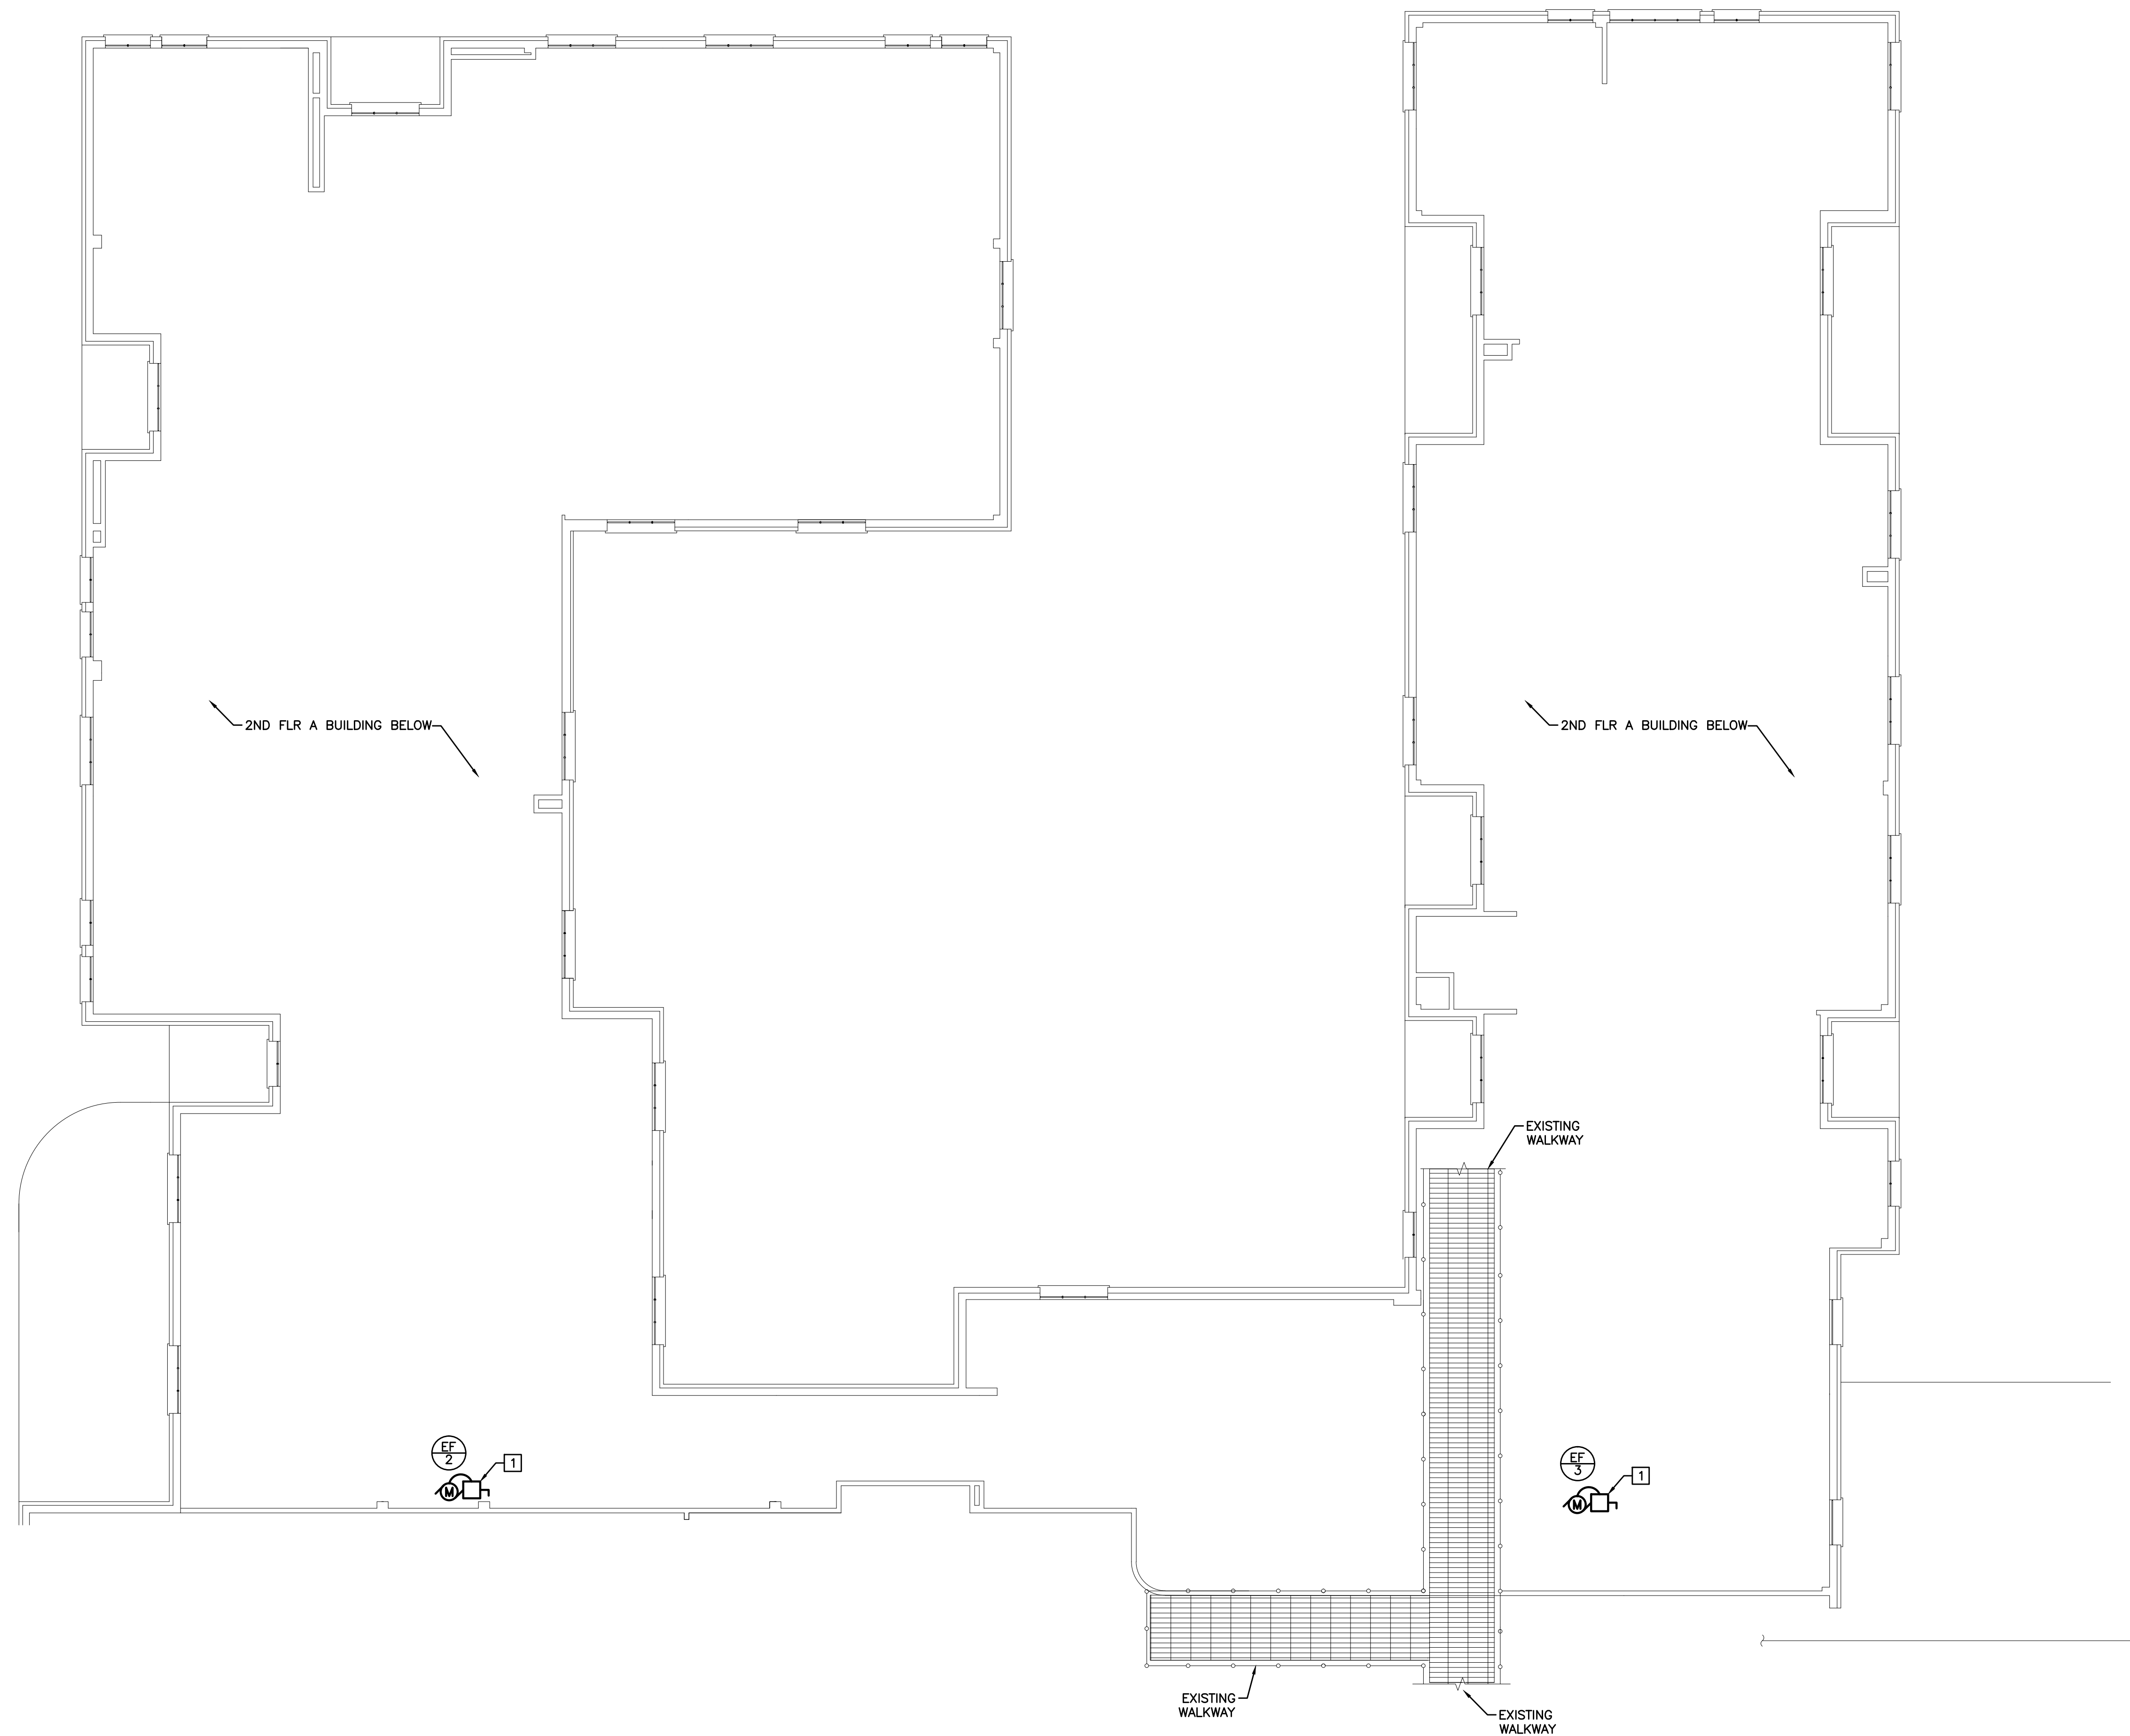 2ND FLR A BUILDING BELOW
2ND FLR A BUILDING BELOW
EXISTING
WALKWAY
EF
2
1
M
EF
3
1
M
EXISTING
WALKWAY
EXISTING
WALKWAY